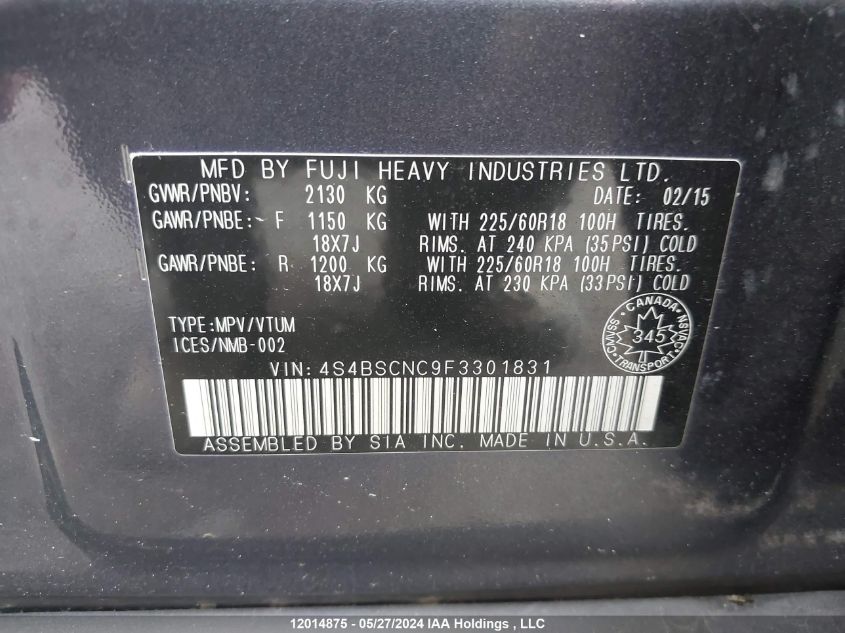 MFD BY FUJI HEAVY INDUSTRIES LTD.
GVWR/PNBV: 2130 KG DATE: 02/15
GAWR/PNBE: F 1150 KG WITH 225/60R18 100H TIRES.
18X7J RIMS. AT 240 KPA (35PSI) COLD
GAWR/PNBE: R 1200 KG WITH 225/60R18 100H TIRES.
18X7J RIMS. AT 230 KPA (33PSI) COLD
TYPE:MPV/VTUM
ICES/NMB-002
CANADA
CMVSS 345 NSVAC
TRANSPORT
VIN: 4S4BSCNC9F3301831
ASSEMBLED BY SIA INC. MADE IN U.S.A.
12014875 - 05/27/2024 IAA Holdings , LLC